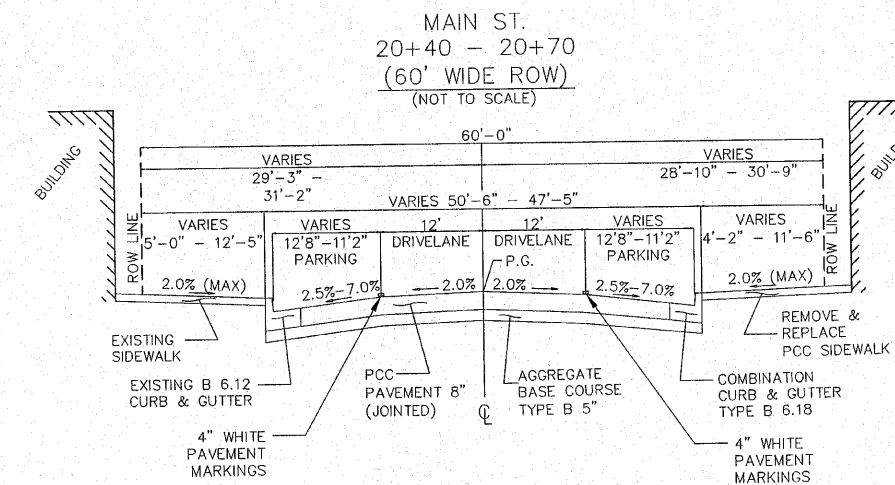 MAIN ST.
20+40 - 20+70
(60' WIDE ROW)
(NOT TO SCALE)
60'-0"
BUILDING
VARIES
29'-3" -
31'-2"
VARIES
28'-10" - 30'-9"
VARIES 50'-6" - 47'-5"
ROW LINE
VARIES
5'-0" - 12'-5"
VARIES
12'8"-11'2"
PARKING
12'
DRIVELANE
12'
DRIVELANE
VARIES
12'8"-11'2"
PARKING
VARIES
4'-2" - 11'-6"
ROW LINE
P.G.
2.0% (MAX)
2.5%-7.0%
2.0%
2.0%
2.5%-7.0%
2.0% (MAX)
EXISTING
SIDEWALK
EXISTING B 6.12
CURB & GUTTER
4" WHITE
PAVEMENT
MARKINGS
PCC
PAVEMENT 8"
(JOINTED)
AGGREGATE
BASE COURSE
TYPE B 5"
REMOVE &
REPLACE
PCC SIDEWALK
COMBINATION
CURB & GUTTER
TYPE B 6.18
4" WHITE
PAVEMENT
MARKINGS